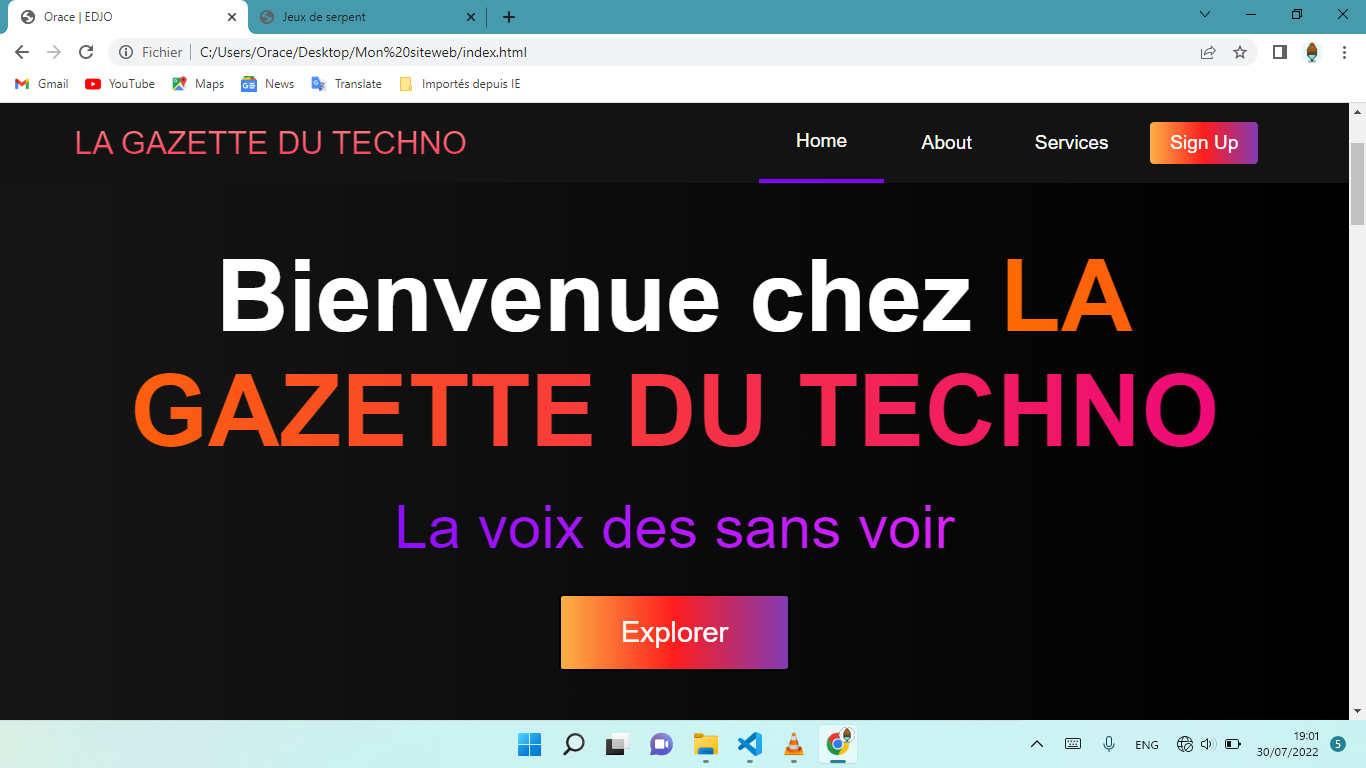 Orace | EDJO
Jeux de serpent
Fichier
C:/Users/Orace/Desktop/Mon%20siteweb/index.html
Gmail
YouTube
Maps
News
Translate
Importés depuis IE
LA GAZETTE DU TECHNO
Home
About
Services
Sign Up
Bienvenue chez LA
GAZETTE DU TECHNO
La voix des sans voir
Explorer
ENG
19:01
30/07/2022
5